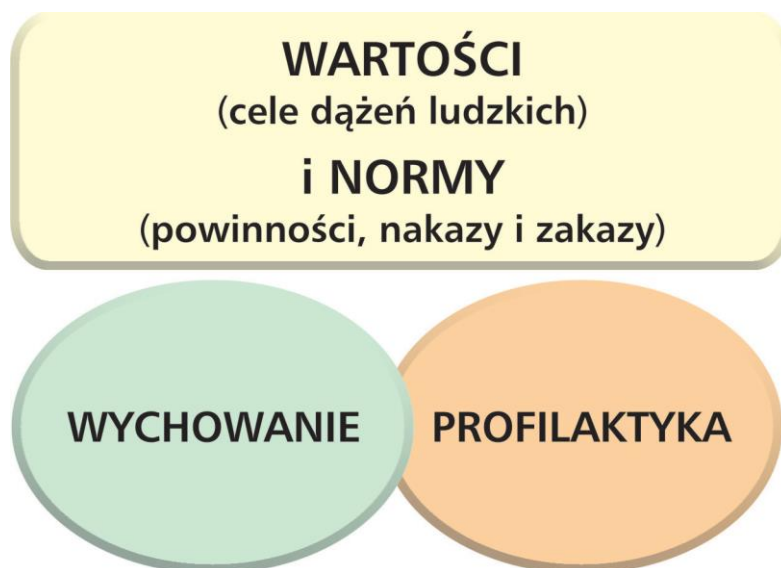 WARTOŚCI
(cele dążeń ludzkich)
i NORMY
(powinności, nakazy i zakazy)
WYCHOWANIE
PROFILAKTYKA